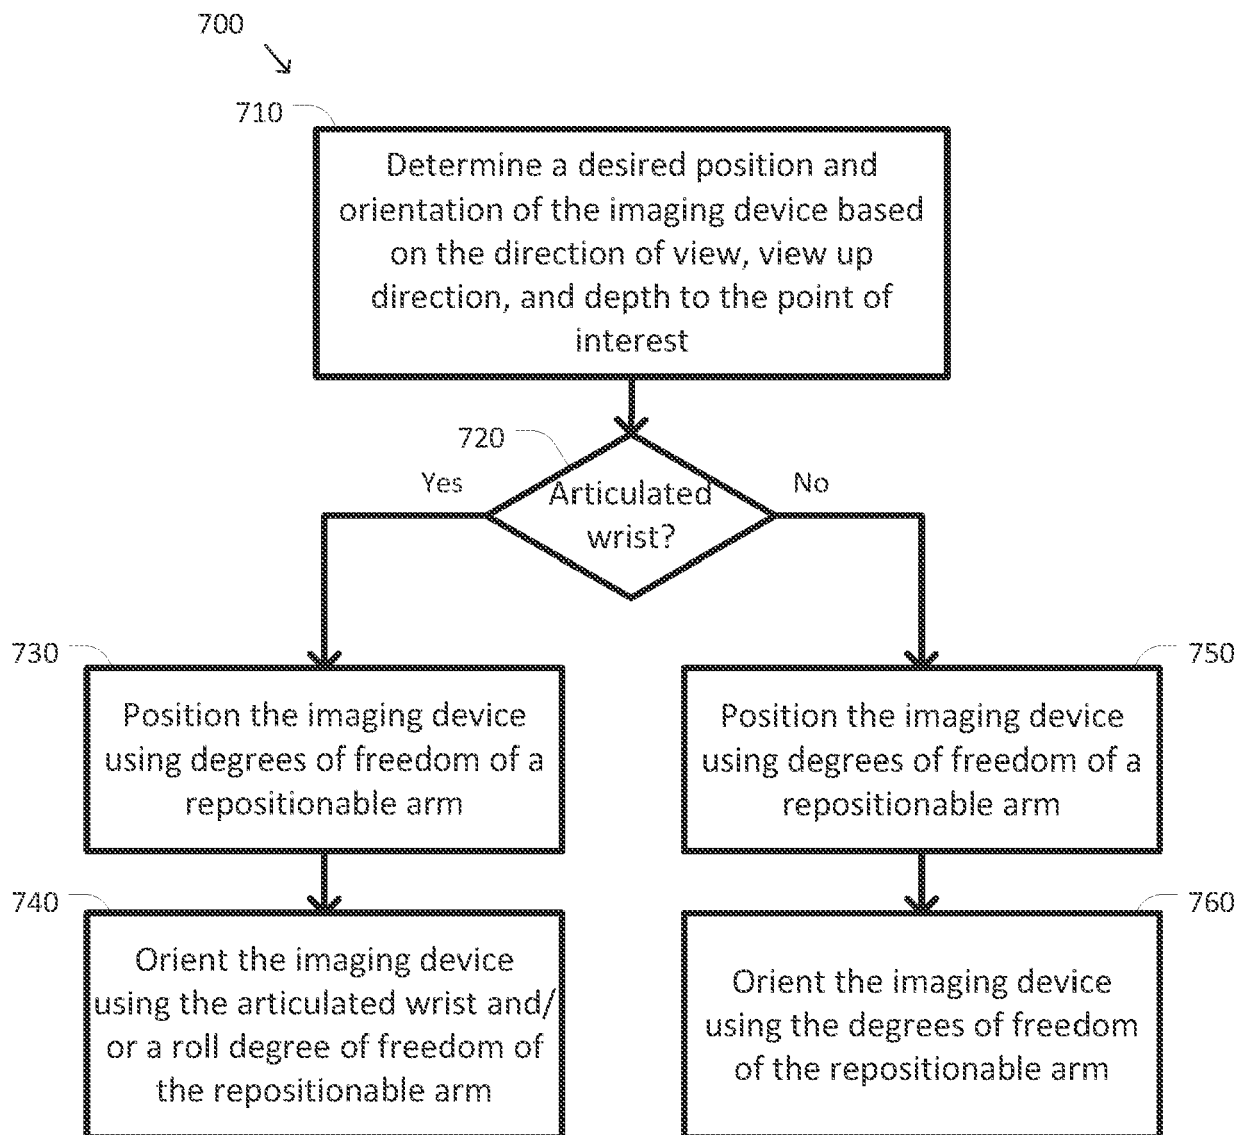 700
710
Determine a desired position and
orientation of the imaging device based
on the direction of view, view up
direction, and depth to the point of
interest
720
Yes
No
Articulated
wrist?
730
Position the imaging device
using degrees of freedom of a
repositionable arm
750
Position the imaging device
using degrees of freedom of a
repositionable arm
740
Orient the imaging device
using the articulated wrist and/
or a roll degree of freedom of
the repositionable arm
760
Orient the imaging device
using the degrees of freedom
of the repositionable arm